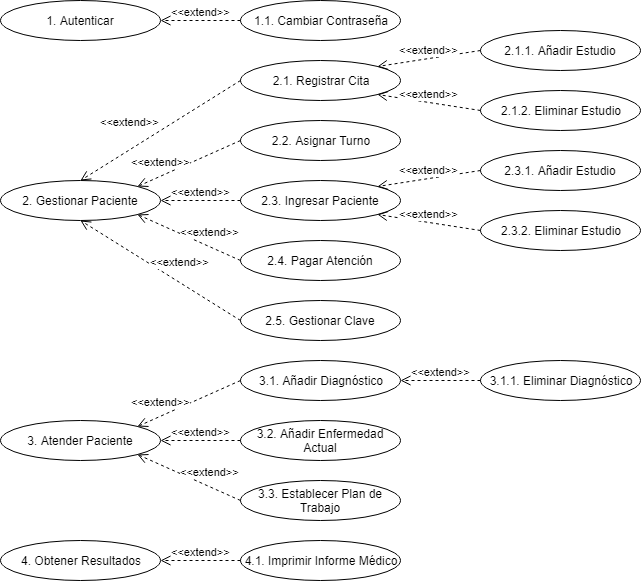 1. Autenticar
<<extend>>
1.1. Cambiar Contraseña
2.1. Registrar Cita
<<extend>>
2.1.1. Añadir Estudio
<<extend>>
2.1.2. Eliminar Estudio
<<extend>>
2.2. Asignar Turno
<<extend>>
2. Gestionar Paciente
<<extend>>
2.3. Ingresar Paciente
<<extend>>
2.3.1. Añadir Estudio
<<extend>>
2.3.2. Eliminar Estudio
<<extend>>
2.4. Pagar Atención
<<extend>>
2.5. Gestionar Clave
3.1. Añadir Diagnóstico
<<extend>>
3.1.1. Eliminar Diagnóstico
<<extend>>
3. Atender Paciente
<<extend>>
3.2. Añadir Enfermedad
Actual
<<extend>>
3.3. Establecer Plan de
Trabajo
4. Obtener Resultados
<<extend>>
4.1. Imprimir Informe Médico